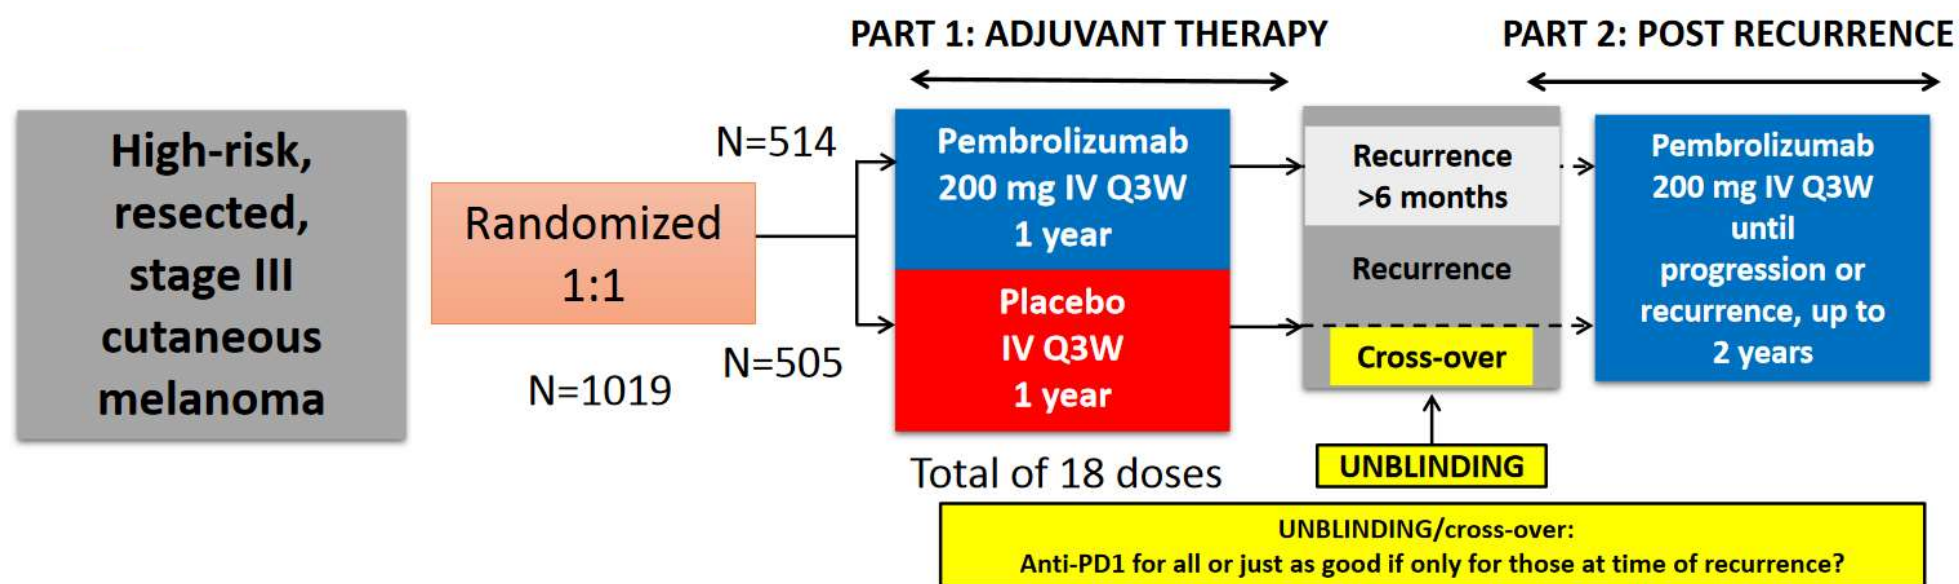 PART 1: ADJUVANT THERAPY
PART 2: POST RECURRENCE
High-risk,
resected,
stage III
cutaneous
melanoma
Randomized
1:1
N=1019
N=514
N=505
Pembrolizumab
200 mg IV Q3W
1 year
Placebo
IV Q3W
1 year
Total of 18 doses
Recurrence
>6 months
Recurrence
Cross-over
UNBLINDING
Pembrolizumab
200 mg IV Q3W
until
progression or
recurrence, up to
2 years
UNBLINDING/cross-over:
Anti-PD1 for all or just as good if only for those at time of recurrence?